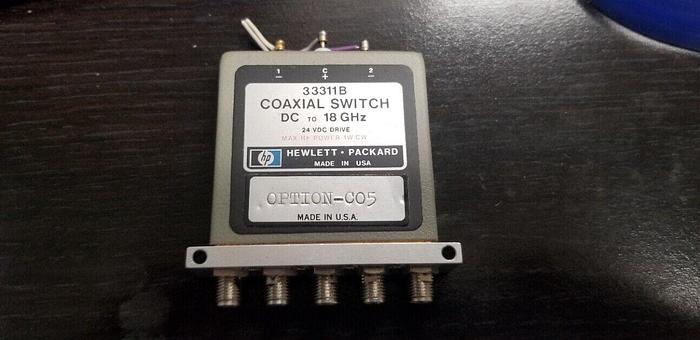 1 C 2
− + −
33311B
COAXIAL SWITCH
DC TO 18 GHz
24 VDC DRIVE
MAX RF POWER 1W CW
hp HEWLETT • PACKARD
MADE IN USA
OPTION-C05
MADE IN U.S.A.